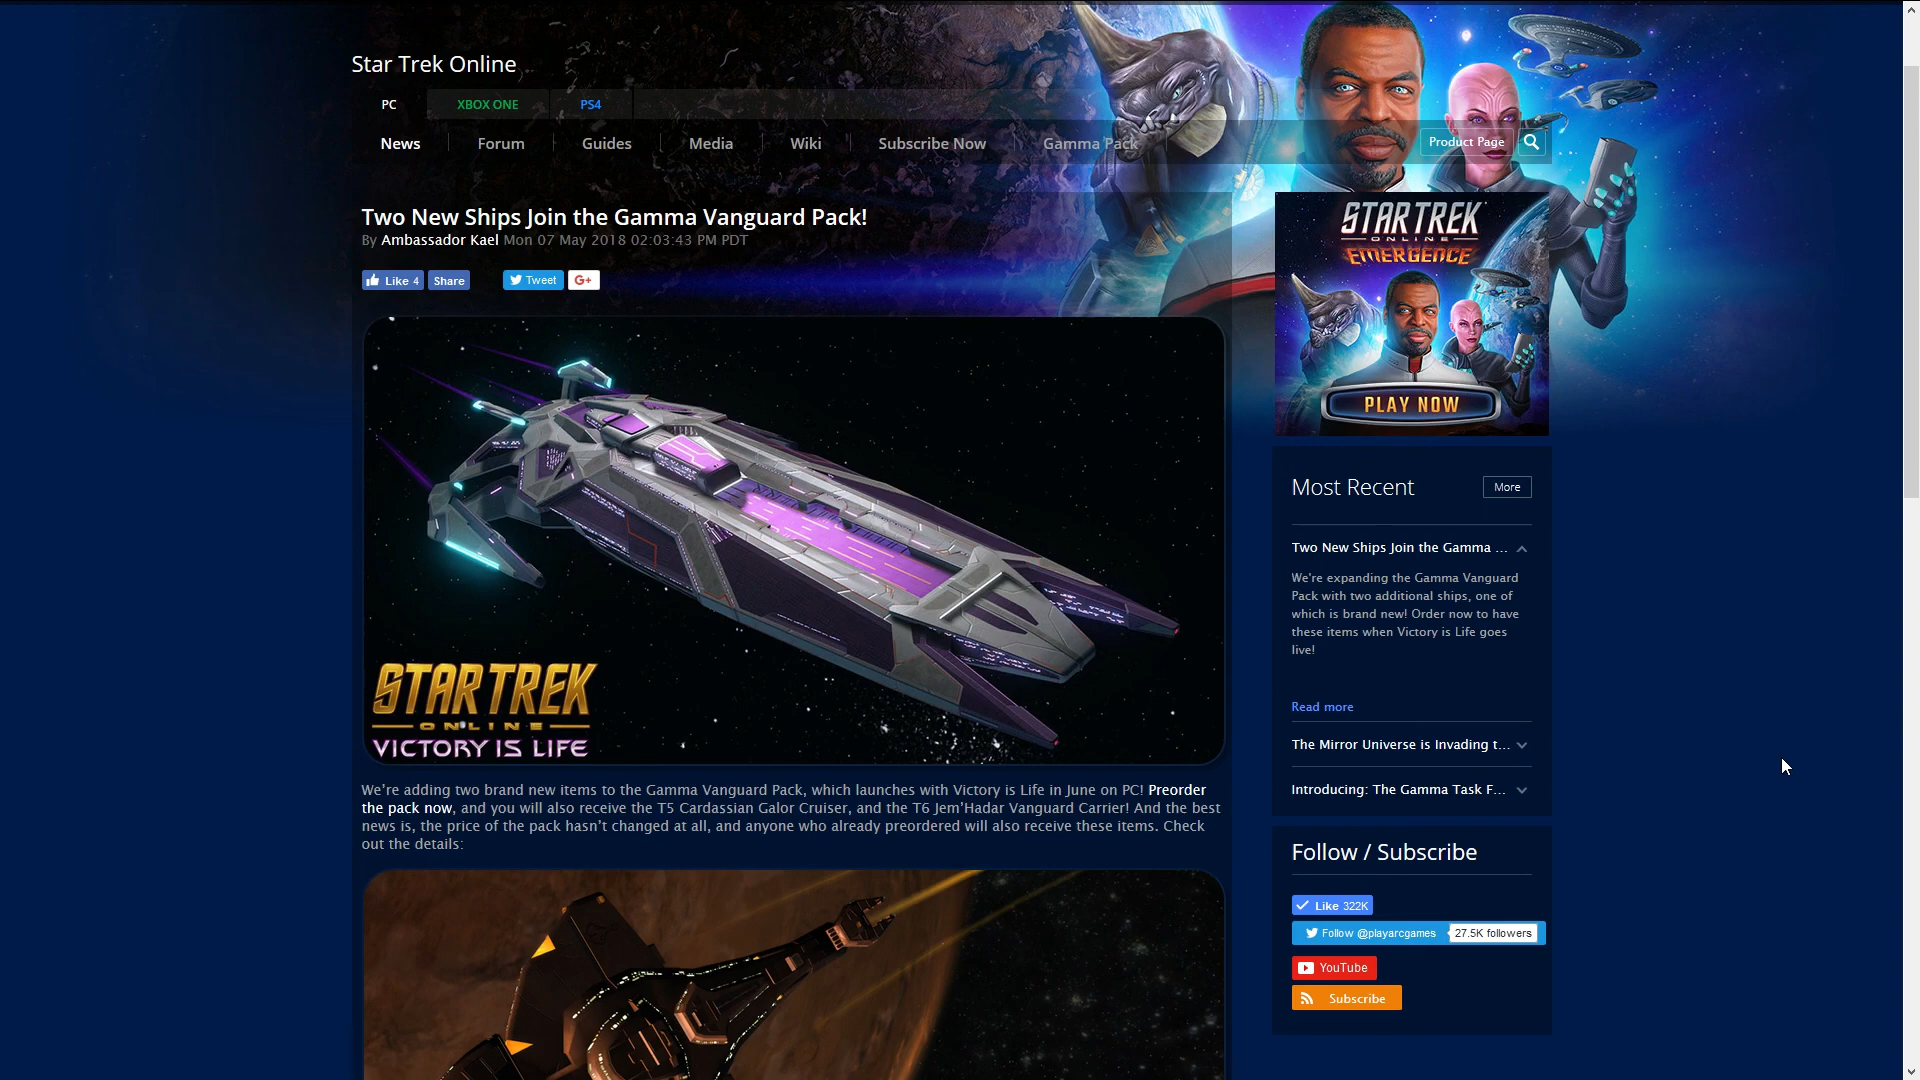 Star Trek Online
PC
XBOX ONE
PS4
News
Forum
Guides
Media
Wiki
Subscribe Now
Gamma Pack
Product Page
Two New Ships Join the Gamma Vanguard Pack!
By Ambassador Kael Mon 07 May 2018 02:03:43 PM PDT
Like 4
Share
Tweet
G+
STAR TREK
ONLINE
VICTORY IS LIFE
We’re adding two brand new items to the Gamma Vanguard Pack, which launches with Victory is Life in June on PC! Preorder
the pack now, and you will also receive the T5 Cardassian Galor Cruiser, and the T6 Jem’Hadar Vanguard Carrier! And the best
news is, the price of the pack hasn’t changed at all, and anyone who already preordered will also receive these items. Check
out the details:
STAR TREK
ONLINE
EMERGENCE
PLAY NOW
Most Recent
More
Two New Ships Join the Gamma ...
We're expanding the Gamma Vanguard
Pack with two additional ships, one of
which is brand new! Order now to have
these items when Victory is Life goes
live!
Read more
The Mirror Universe is Invading t...
Introducing: The Gamma Task F...
Follow / Subscribe
Like 322K
Follow @playarcgames
27.5K followers
YouTube
Subscribe